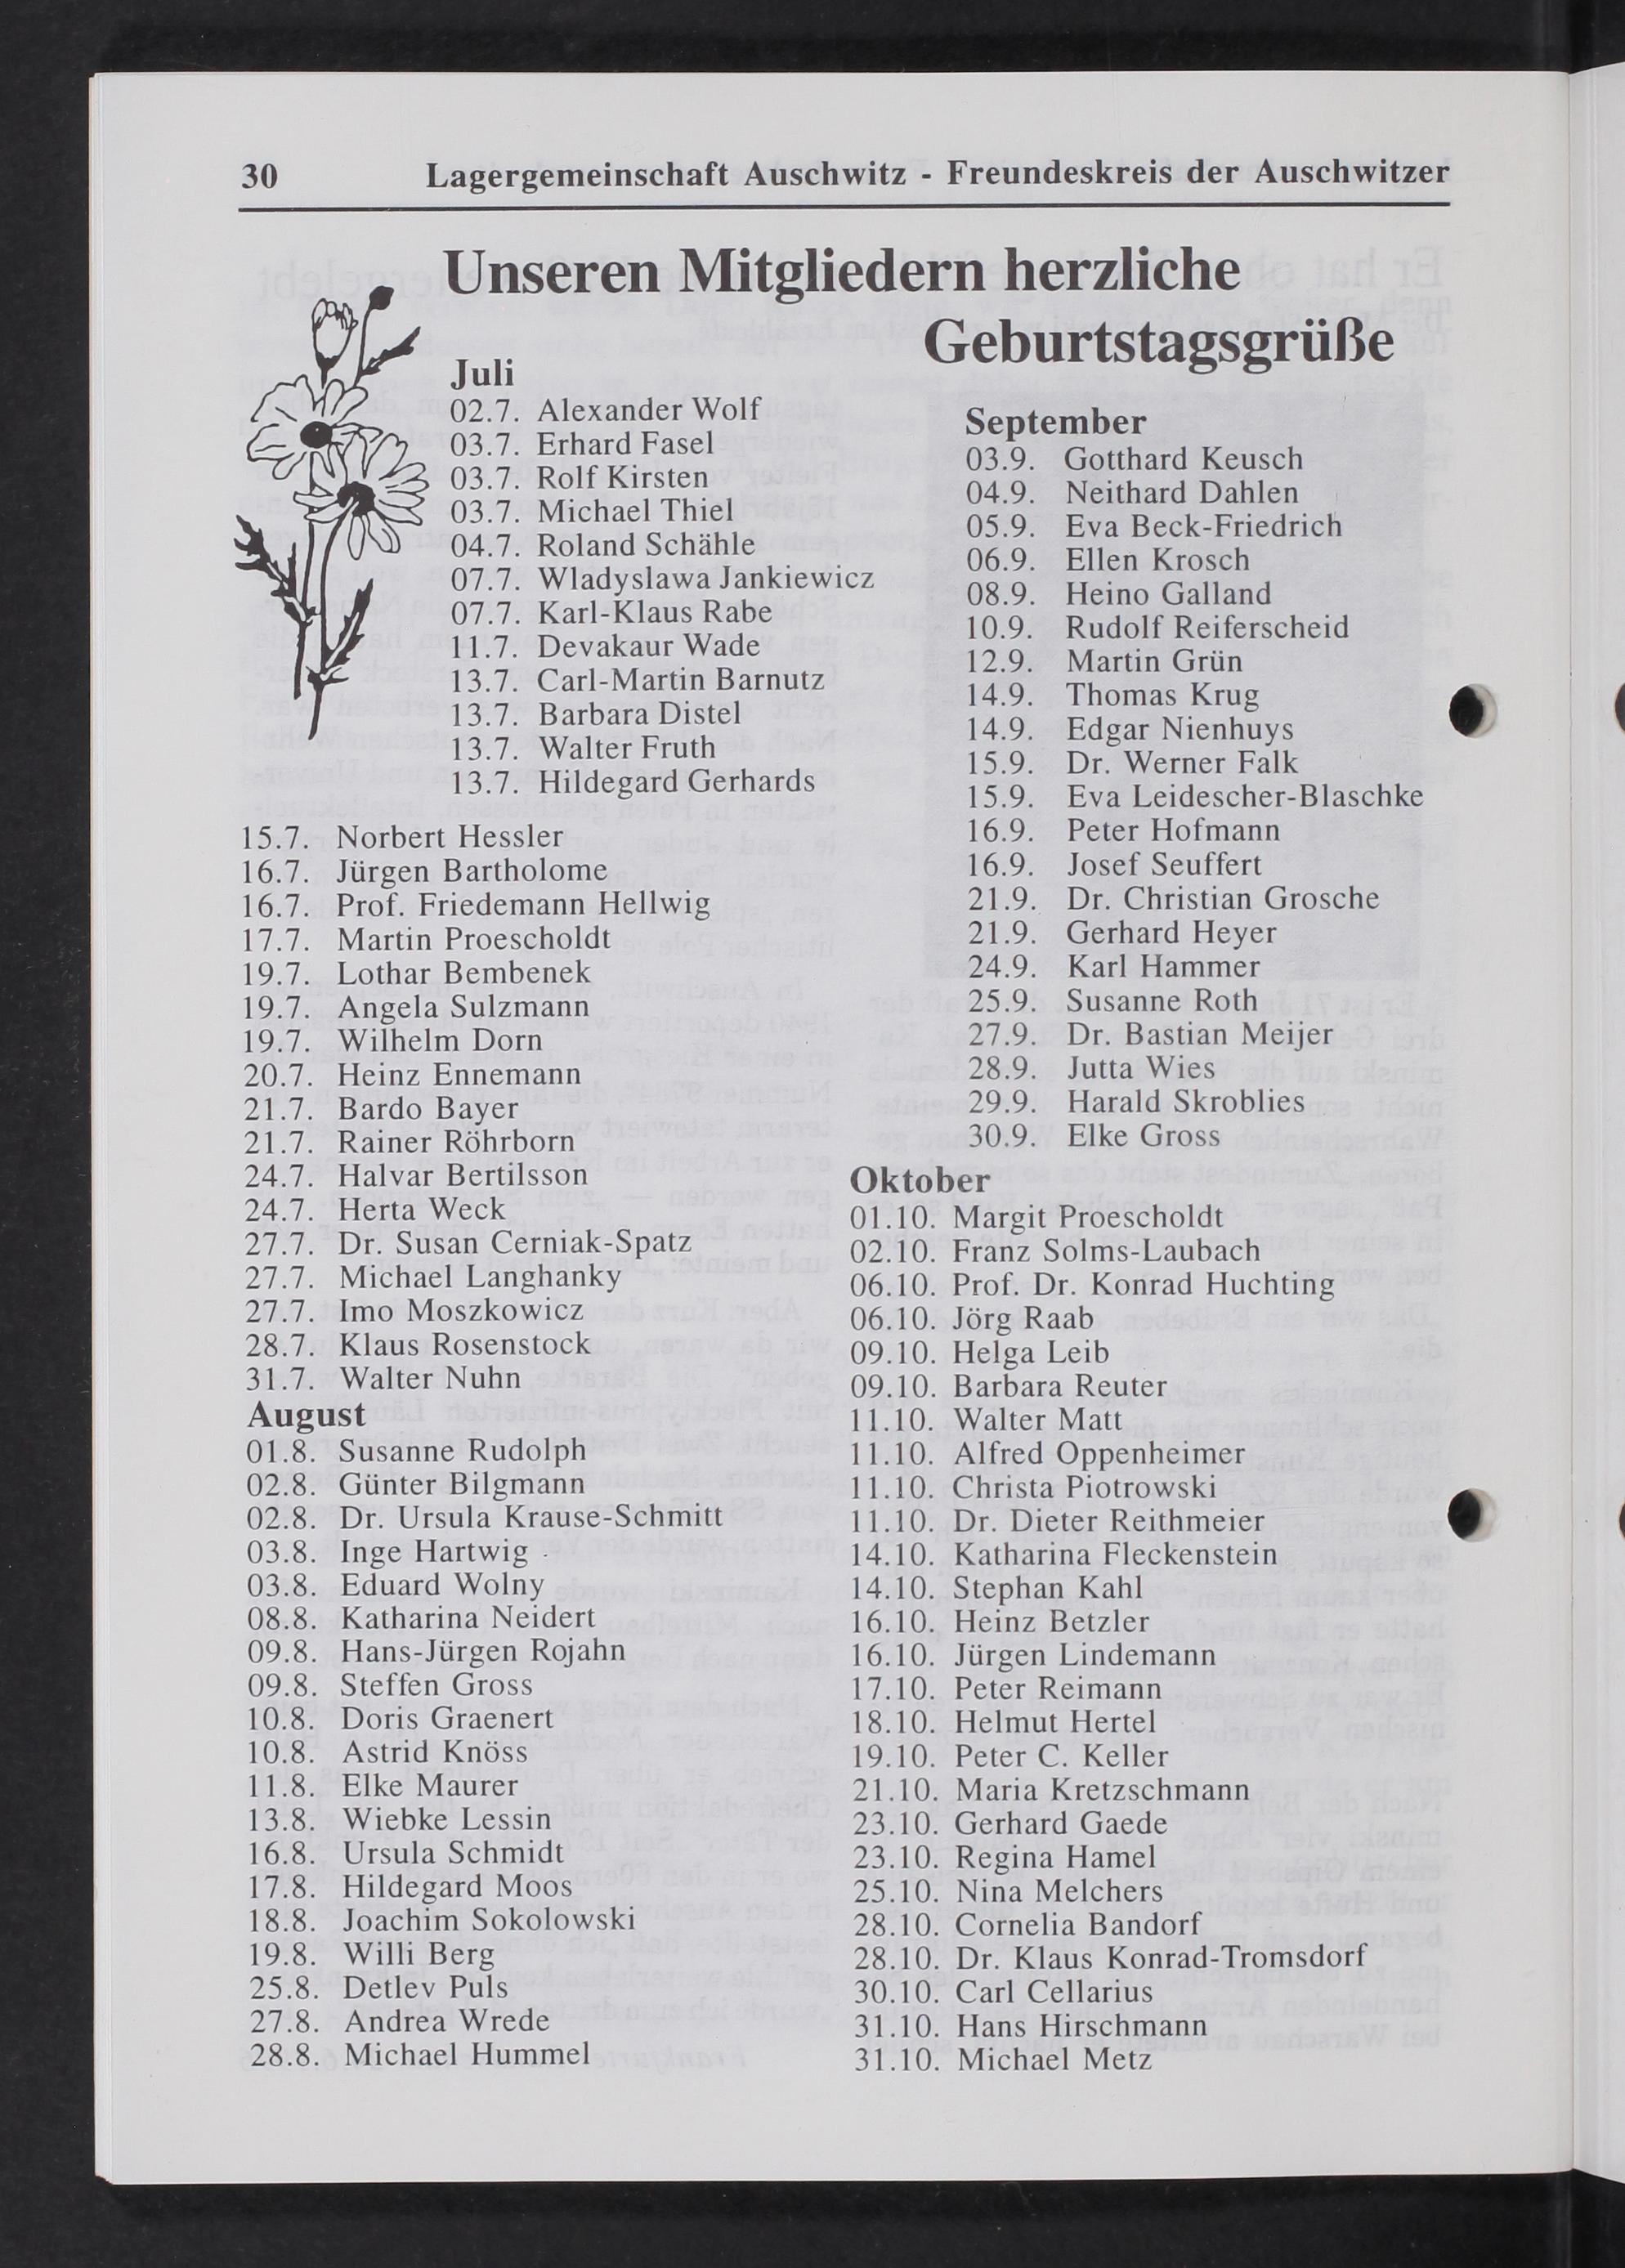 30 Lagergemeinschaft Auschwitz - Freundeskreis der Auschwitzer
Unseren Mitgliedern herzliche
Geburtstagsgrüße
Juli
02.7. Alexander Wolf
03.7. Erhard Fasel
03.7. Rolf Kirsten
03.7. Michael Thiel
04.7. Roland Schähle
07.7. Wladyslawa Jankiewicz
07.7. Karl-Klaus Rabe
11.7. Devakaur Wade
13.7. Carl-Martin Barnutz
13.7. Barbara Distel
13.7. Walter Fruth
13.7. Hildegard Gerhards
15.7. Norbert Hessler
16.7. Jürgen Bartholome
16.7. Prof. Friedemann Hellwig
17.7. Martin Proescholdt
19.7. Lothar Bembenek
19.7. Angela Sulzmann
19.7. Wilhelm Dorn
20.7. Heinz Ennemann
21.7. Bardo Bayer
21.7. Rainer Röhrborn
24.7. Halvar Bertilsson
24.7. Herta Weck
27.7. Dr. Susan Cerniak-Spatz
27.7. Michael Langhanky
27.7. Imo Moszkowicz
28.7. Klaus Rosenstock
31.7. Walter Nuhn
August
01.8. Susanne Rudolph
02.8. Günter Bilgmann
02.8. Dr. Ursula Krause-Schmitt
03.8. Inge Hartwig
03.8. Eduard Wolny
08.8. Katharina Neidert
09.8. Hans-Jürgen Rojahn
09.8. Steffen Gross
10.8. Doris Graenert
10.8. Astrid Knöss
11.8. Elke Maurer
13.8. Wiebke Lessin
16.8. Ursula Schmidt
17.8. Hildegard Moos
18.8. Joachim Sokolowski
19.8. Willi Berg
25.8. Detlev Puls
27.8. Andrea Wrede
28.8. Michael Hummel
September
03.9. Gotthard Keusch
04.9. Neithard Dahlen
05.9. Eva Beck-Friedrich
06.9. Ellen Krosch
08.9. Heino Galland
10.9. Rudolf Reiferscheid
12.9. Martin Grün
14.9. Thomas Krug
14.9. Edgar Nienhuys
15.9. Dr. Werner Falk
15.9. Eva Leidescher-Blaschke
16.9. Peter Hofmann
16.9. Josef Seuffert
21.9. Dr. Christian Grosche
21.9. Gerhard Heyer
24.9. Karl Hammer
25.9. Susanne Roth
27.9. Dr. Bastian Meijer
28.9. Jutta Wies
29.9. Harald Skroblies
30.9. Elke Gross
Oktober
01.10. Margit Proescholdt
02.10. Franz Solms-Laubach
06.10. Prof. Dr. Konrad Huchting
06.10. Jörg Raab
09.10. Helga Leib
09.10. Barbara Reuter
11.10. Walter Matt
11.10. Alfred Oppenheimer
11.10. Christa Piotrowski
11.10. Dr. Dieter Reithmeier
14.10. Katharina Fleckenstein
14.10. Stephan Kahl
16.10. Heinz Betzler
16.10. Jürgen Lindemann
17.10. Peter Reimann
18.10. Helmut Hertel
19.10. Peter C. Keller
21.10. Maria Kretzschmann
23.10. Gerhard Gaede
23.10. Regina Hamel
25.10. Nina Melchers
28.10. Cornelia Bandorf
28.10. Dr. Klaus Konrad-Tromsdorf
30.10. Carl Cellarius
31.10. Hans Hirschmann
31.10. Michael Metz